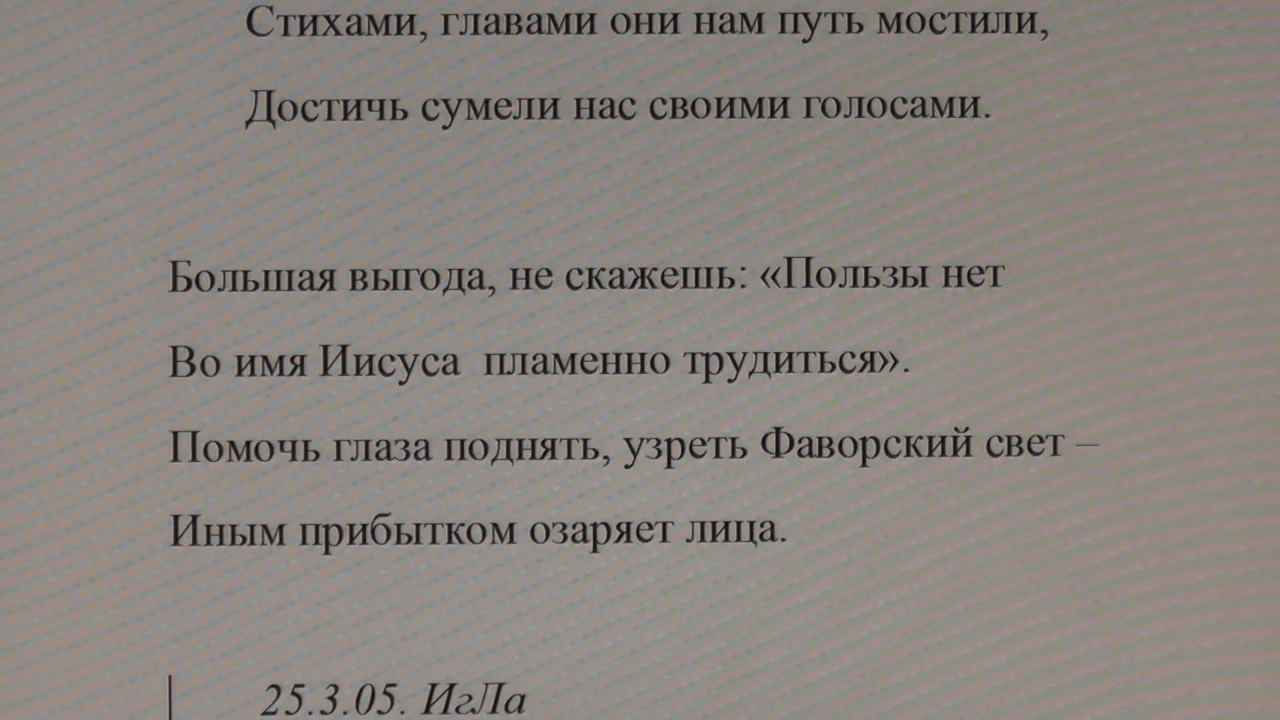 Стихами, главами они нам путь мостили,
Достичь сумели нас своими голосами.
Большая выгода, не скажешь: «Пользы нет
Во имя Иисуса  пламенно трудиться».
Помочь глаза поднять, узреть Фаворский свет –
Иным прибытком озаряет лица.
25.3.05. ИгЛа